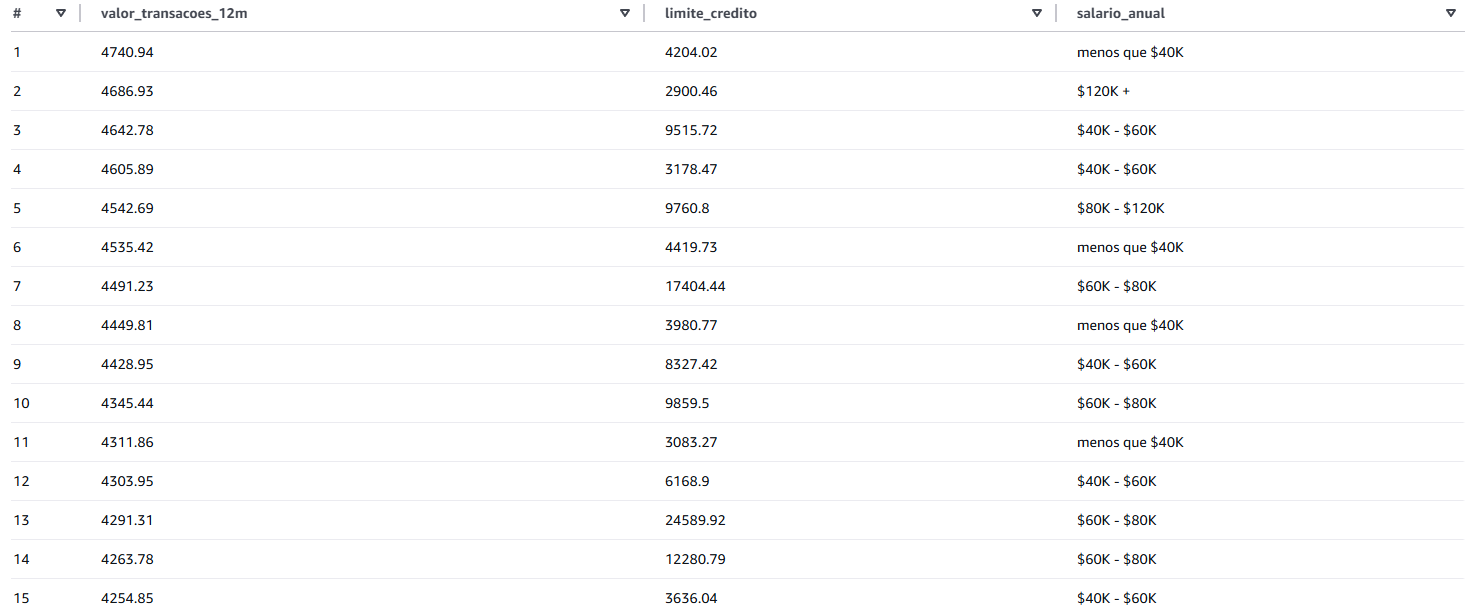 # valor_transacoes_12m limite_credito salario_anual
1 4740.94 4204.02 menos que $40K
2 4686.93 2900.46 $120K +
3 4642.78 9515.72 $40K - $60K
4 4605.89 3178.47 $40K - $60K
5 4542.69 9760.8 $80K - $120K
6 4535.42 4419.73 menos que $40K
7 4491.23 17404.44 $60K - $80K
8 4449.81 3980.77 menos que $40K
9 4428.95 8327.42 $40K - $60K
10 4345.44 9859.5 $60K - $80K
11 4311.86 3083.27 menos que $40K
12 4303.95 6168.9 $40K - $60K
13 4291.31 24589.92 $60K - $80K
14 4263.78 12280.79 $60K - $80K
15 4254.85 3636.04 $40K - $60K